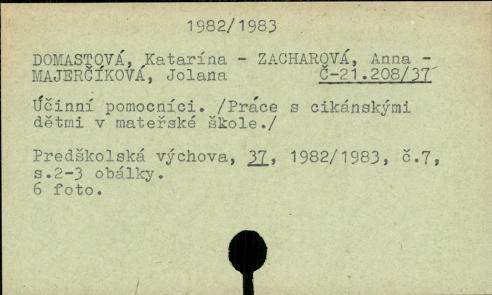 1982/1983
DOMASTOVÁ, Katarína - ZACHAROVÁ, Anna -
MAJERČÍKOVÁ, Jolana Č-21.208/37
Účinní pomocníci. /Práce s cikánskými
dětmi v mateřské škole./
Predškolská výchova, 37, 1982/1983, č.7,
s.2-3 obálky.
6 foto.